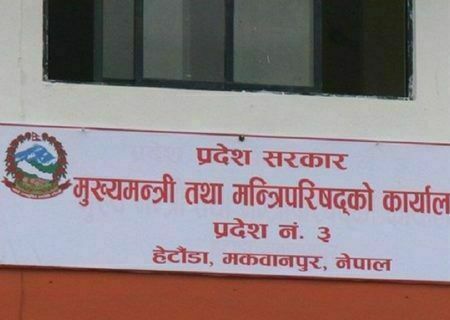 प्रदेश सरकार
मुख्यमन्त्री तथा मन्त्रिपरिषद्को कार्याल
प्रदेश नं. ३
हेटौंडा, मकवानपुर, नेपाल